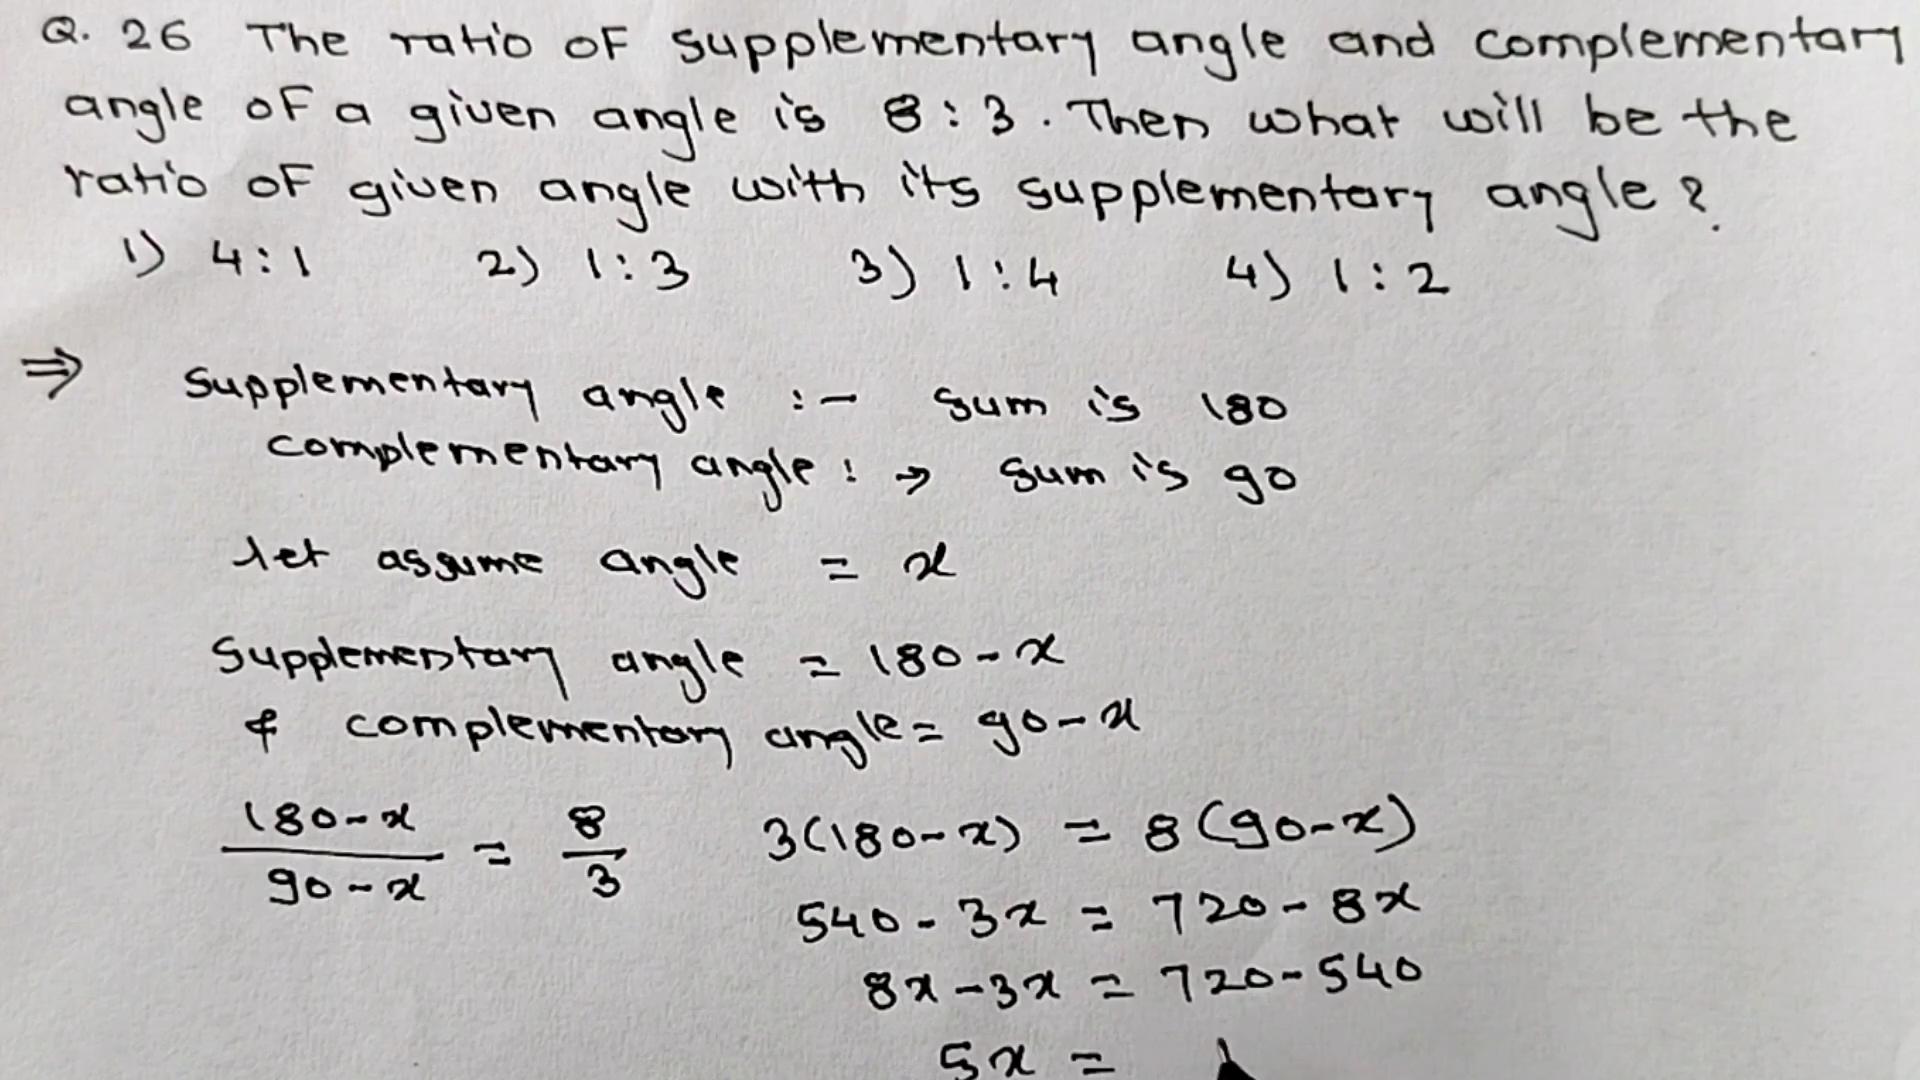 Q. 26 The ratio of supplementary angle and complementary
angle of a given angle is 8 : 3. Then what will be the
ratio of given angle with its supplementary angle?
1) 4 : 1 2) 1 : 3 3) 1 : 4 4) 1 : 2
⇒ Supplementary angle :- sum is 180
complementary angle : → sum is 90
let assume angle = x
Supplementary angle = 180 - x
& complementary angle = 90 - x
(180 - x)/(90 - x) = 8/3 3(180 - x) = 8(90 - x)
540 - 3x = 720 - 8x
8x - 3x = 720 - 540
5x =